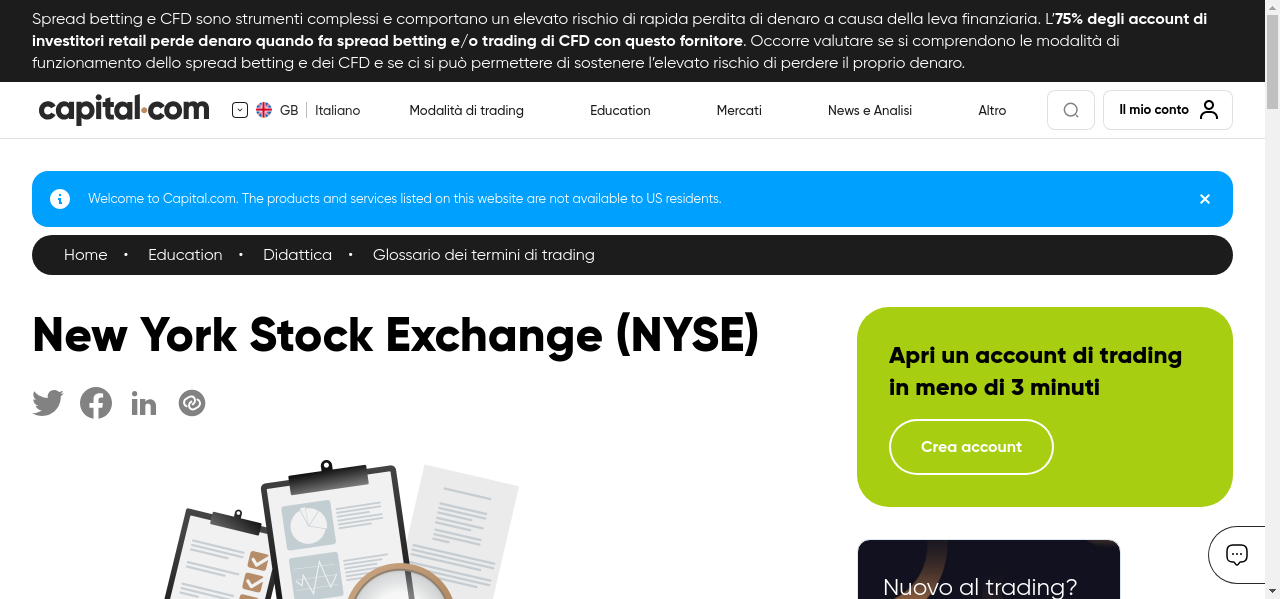 Spread betting e CFD sono strumenti complessi e comportano un elevato rischio di rapida perdita di denaro a causa della leva finanziaria. L’75% degli account di
investitori retail perde denaro quando fa spread betting e/o trading di CFD con questo fornitore. Occorre valutare se si comprendono le modalità di
funzionamento dello spread betting e dei CFD e se ci si può permettere di sostenere l’elevato rischio di perdere il proprio denaro.
capital.com GB Italiano Modalità di trading Education Mercati News e Analisi Altro Il mio conto
Welcome to Capital.com. The products and services listed on this website are not available to US residents.
Home • Education • Didattica • Glossario dei termini di trading
New York Stock Exchange (NYSE)
Apri un account di trading
in meno di 3 minuti
Crea account
Nuovo al trading?